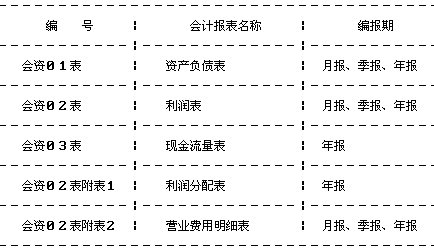 编 号 会计报表名称 编报期
会资０１表 资产负债表 月报、季报、年报
会资０２表 利润表 月报、季报、年报
会资０３表 现金流量表 年报
会资０２表附表１ 利润分配表 年报
会资０２表附表２ 营业费用明细表 月报、季报、年报